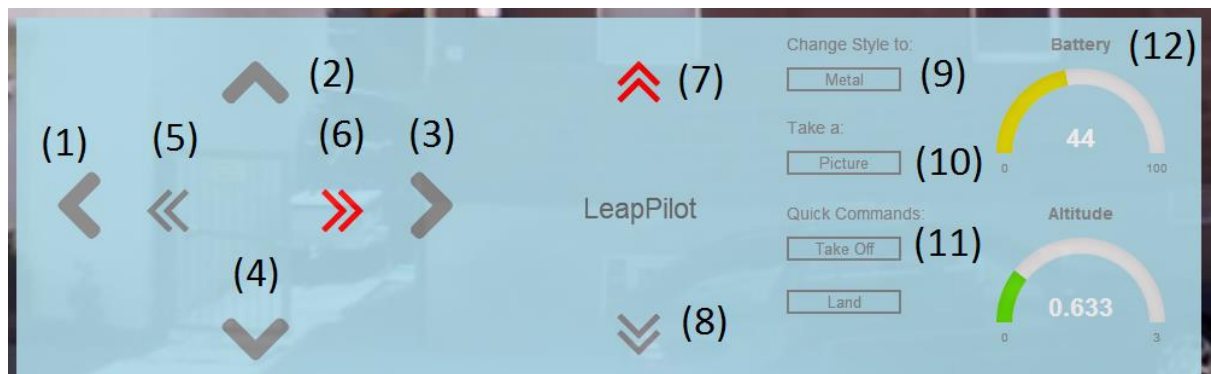 (1)
(2)
(3)
(4)
(5)
(6)
(7)
(8)
LeapPilot
Change Style to:
Metal
(9)
Take a:
Picture
(10)
Quick Commands:
Take Off
(11)
Land
Battery
(12)
44
0
100
Altitude
0.633
0
3